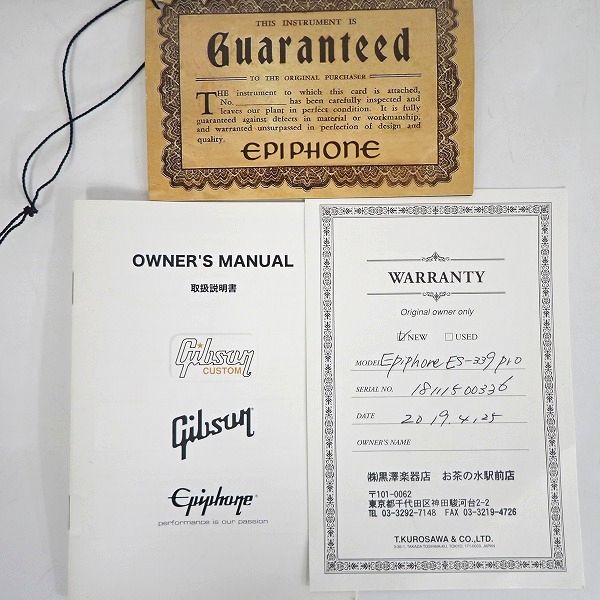 THIS INSTRUMENT IS
Guaranteed
TO THE ORIGINAL PURCHASER
THE instrument to which this card is attached,
No. has been carefully inspected and
leaves our plant in perfect condition. It is fully
guaranteed against defects in material or workmanship,
and warranted unsurpassed in perfection of design and
quality.
EPIPHONE
OWNER'S MANUAL
取扱説明書
Gibson
CUSTOM
Gibson
Epiphone
performance is our passion
WARRANTY
Original owner only
NEW USED
MODEL Epiphone ES-339 pro
SERIAL NO. 18111500336
DATE 2019.4.25
OWNER'S NAME
㈱黒澤楽器店 お茶の水駅前店
〒101-0062
東京都千代田区神田駿河台2-2
TEL 03-3292-7148 FAX 03-3219-4726
T.KUROSAWA & CO., LTD.